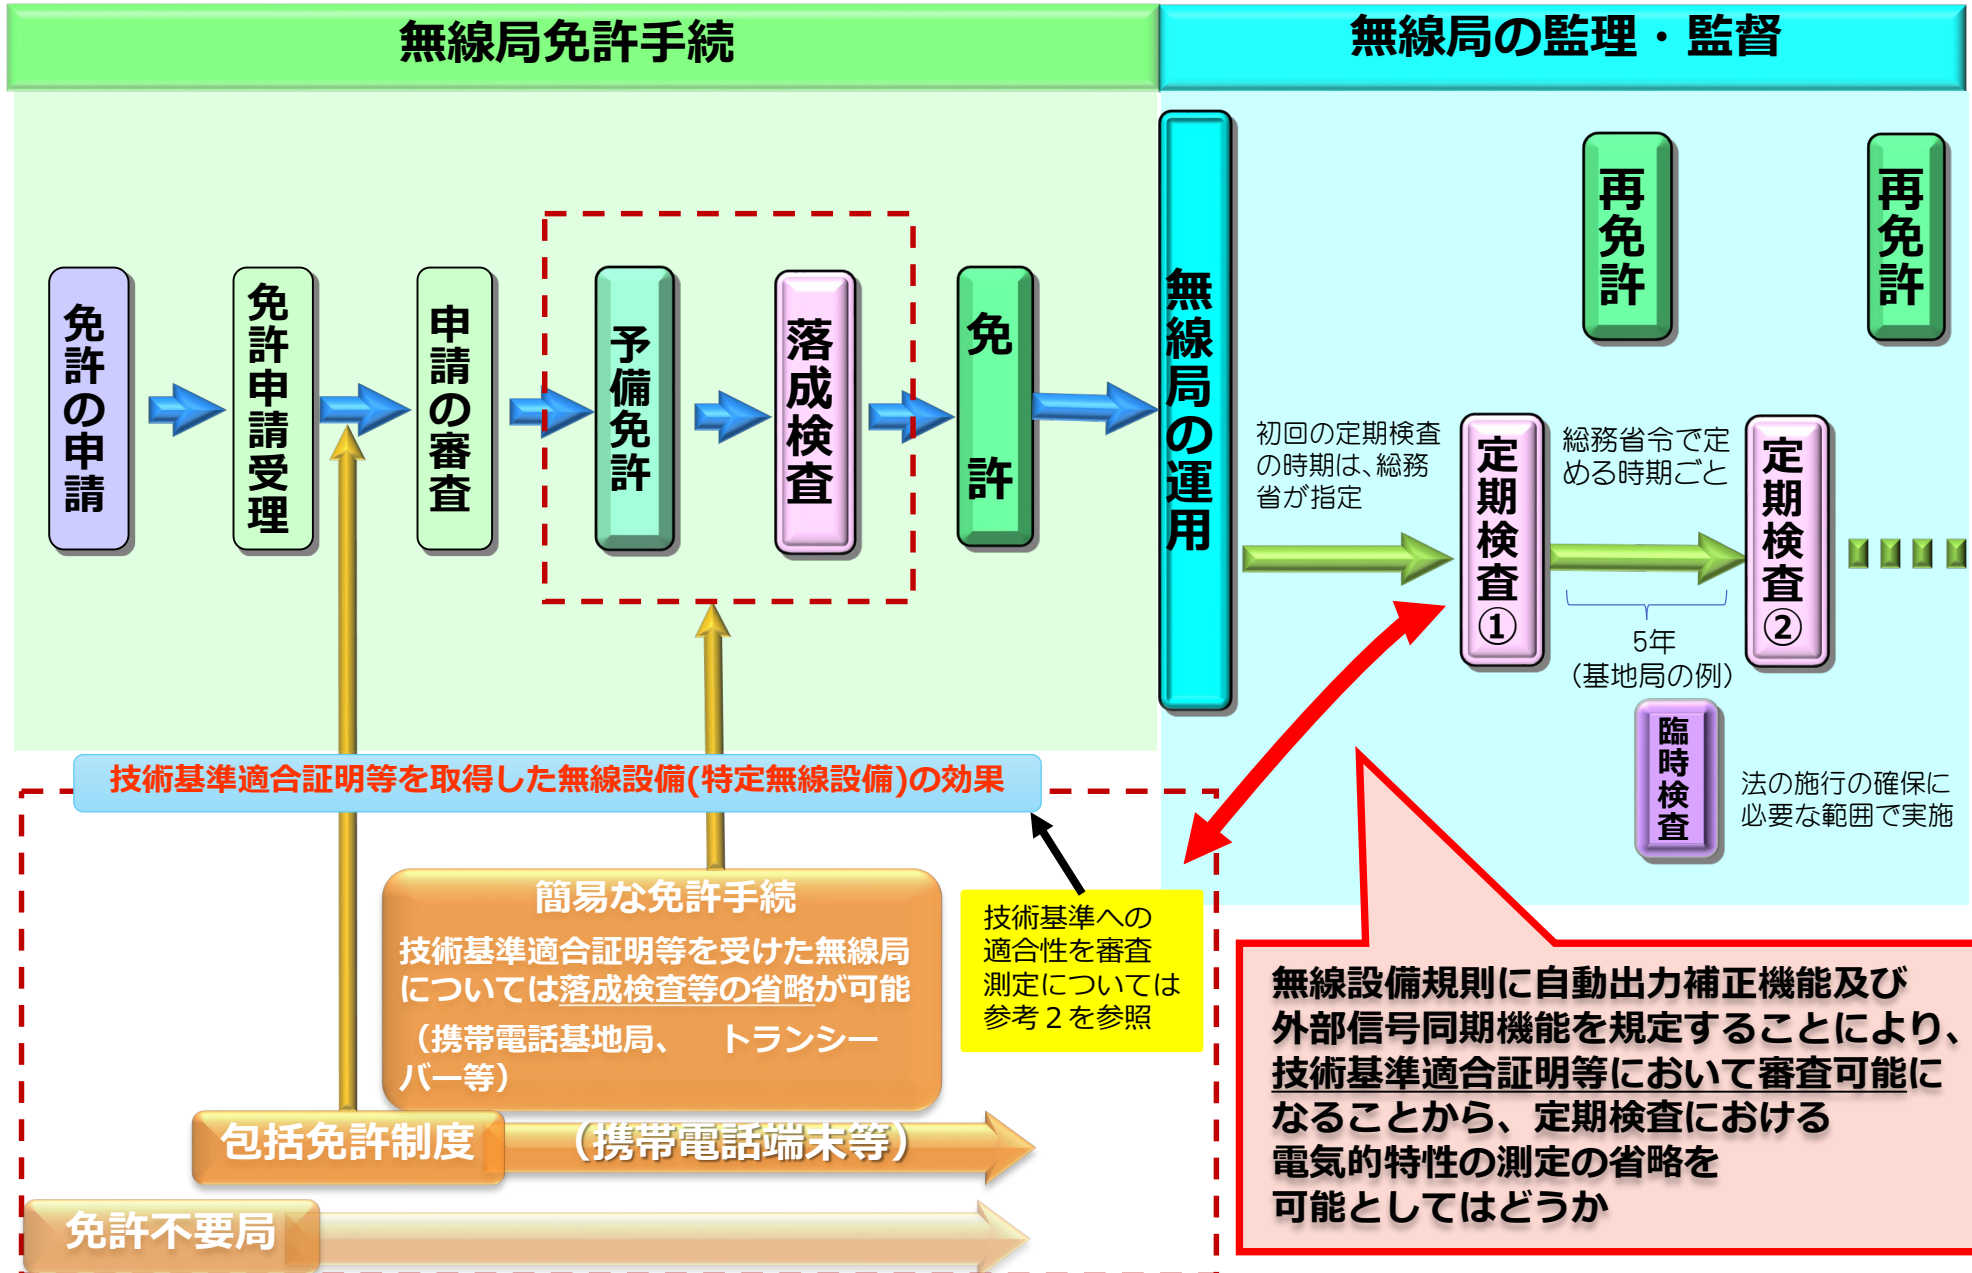 無線局免許手続
無線局の監理・監督
免許の申請
免許申請受理
申請の審査
予備免許
落成検査
免許
無線局の運用
再免許
再免許
初回の定期検査
の時期は、総務
省が指定
定期検査①
総務省令で定
める時期ごと
定期検査②
5年
（基地局の例）
臨時検査
法の施行の確保に
必要な範囲で実施
技術基準適合証明等を取得した無線設備(特定無線設備)の効果
簡易な免許手続
技術基準適合証明等を受けた無線局
については落成検査等の省略が可能
（携帯電話基地局、　トランシー
バー等）
技術基準への
適合性を審査
測定については
参考２を参照
包括免許制度
（携帯電話端末等）
免許不要局
無線設備規則に自動出力補正機能及び
外部信号同期機能を規定することにより、
技術基準適合証明等において審査可能に
なることから、定期検査における
電気的特性の測定の省略を
可能としてはどうか